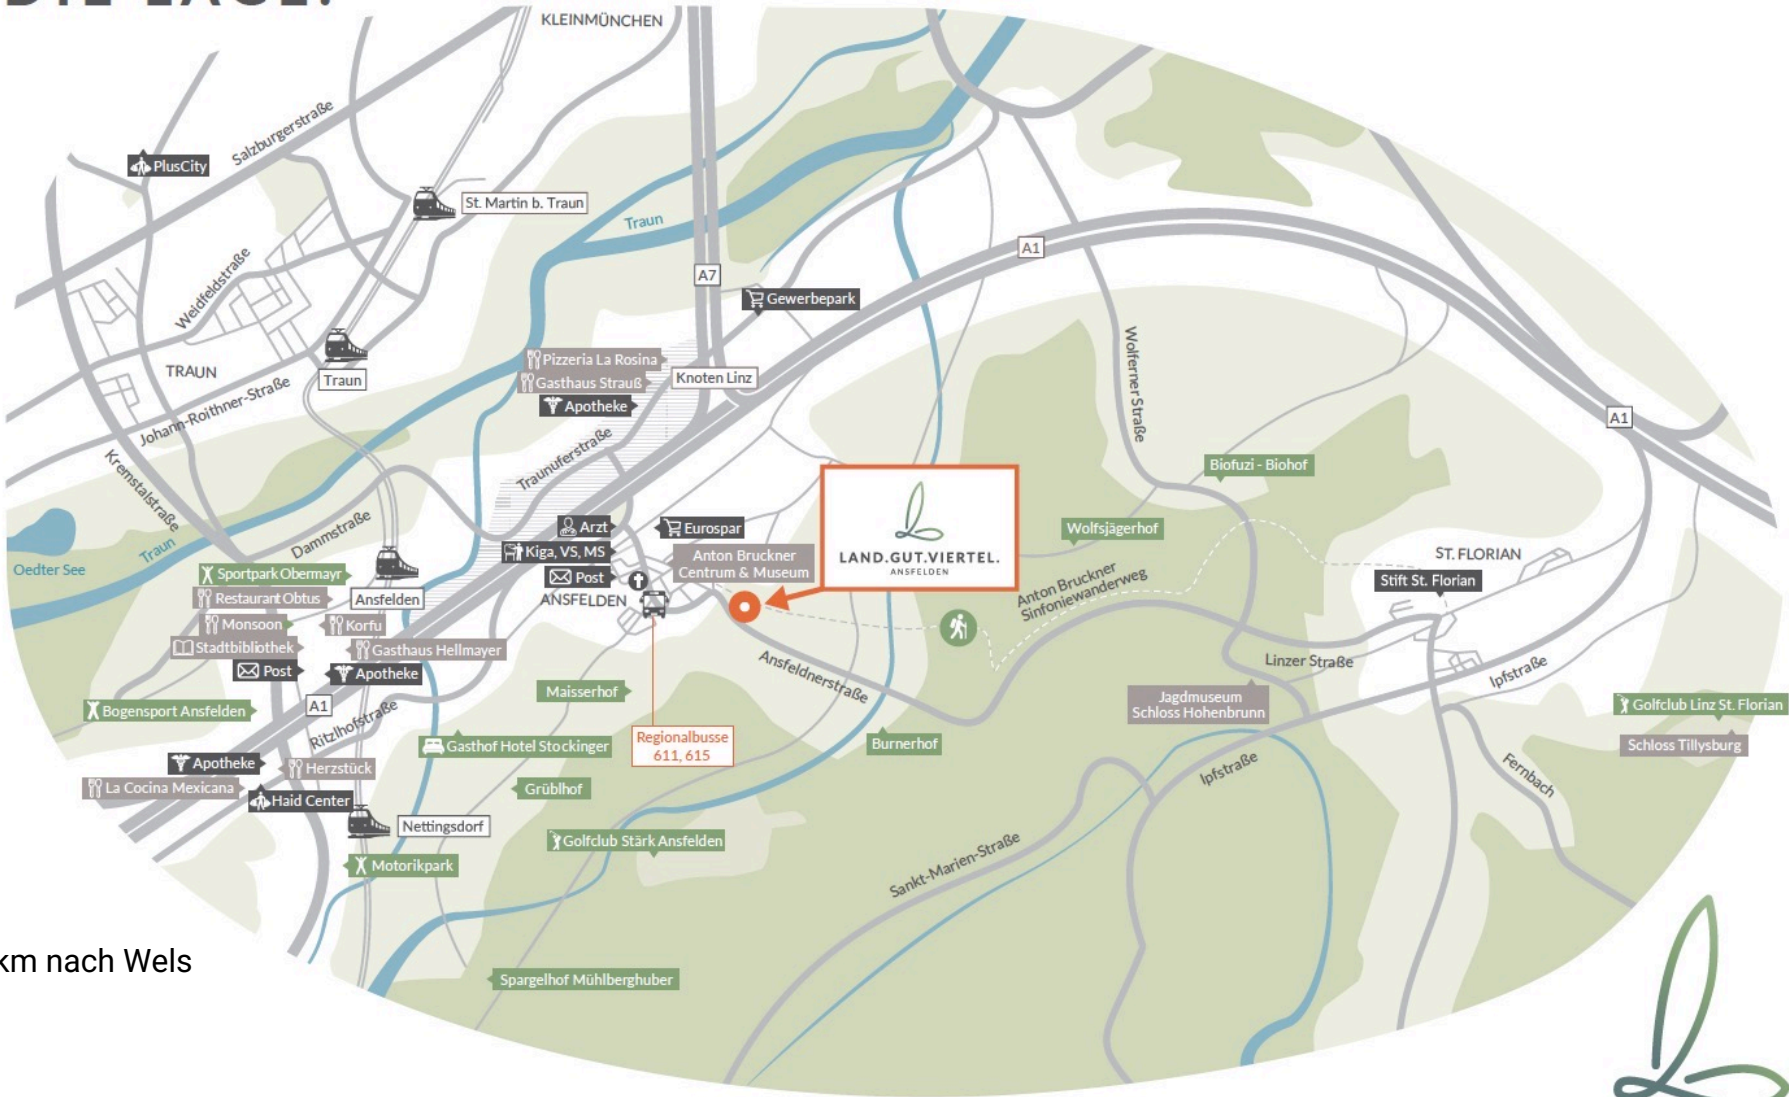 DIE LAGE.
KLEINMÜNCHEN
Salzburgerstraße
PlusCity
St. Martin b. Traun
Traun
A7
A1
Weidfeldstraße
Gewerbepark
Wolferner Straße
Pizzeria La Rosina
Gasthaus Strauß
Apotheke
Knoten Linz
TRAUN
Traun
Johann-Roithner-Straße
A1
Kremstalstraße
Traunuferstraße
Biofuzi - Biohof
Dammstraße
Arzt
Eurospar
Wolfsjägerhof
LAND.GUT.VIERTEL.
ANSFELDEN
Traun
Oedter See
Kiga, VS, MS
Anton Bruckner
Centrum & Museum
Post
ANSFELDEN
ST. FLORIAN
Stift St. Florian
Sportpark Obermayr
Restaurant Obtus
Ansfelden
Monsoon
Korfu
Stadtbibliothek
Gasthaus Hellmayer
Post
Apotheke
Anton Bruckner
Sinfoniewanderweg
Linzer Straße
Ipfstraße
Ansfeldnerstraße
Maisserhof
Jagdmuseum
Schloss Hohenbrunn
Bogensport Ansfelden
A1
Ritzlhofstraße
Golfclub Linz St. Florian
Schloss Tillysburg
Gasthof Hotel Stockinger
Regionalbusse
611, 615
Burnerhof
Apotheke
Herzstück
La Cocina Mexicana
Haid Center
Grüblhof
Ipfstraße
Fernbach
Nettingsdorf
Golfclub Stärk Ansfelden
Motorikpark
Sankt-Marien-Straße
km nach Wels
Spargelhof Mühlberghuber